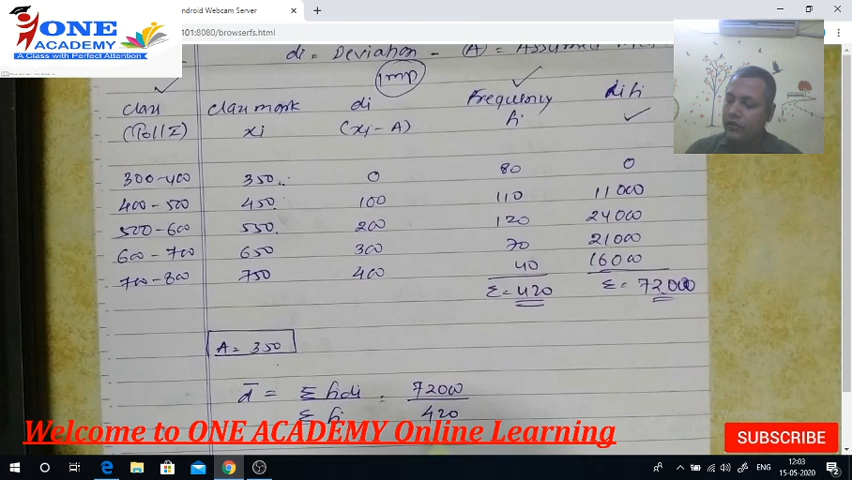 ndroid Webcam Server
101:8080/browserfs.html
ONE
ACADEMY
A Class with Perfect Attention
di = Deviation - (A) = Assumed
Imp
Class class mark di Frequency difi
(Toll Σ) xi (xi - A) fi
300-400 350 0 80 0
400-500 450 100 110 11000
500-600 550 200 120 24000
600-700 650 300 70 21000
700-800 750 400 40 16000
Σ = 420 Σ = 72000
A = 350
d̄ = Σ fidi = 72000
Σ fi 420
Welcome to ONE ACADEMY Online Learning
SUBSCRIBE
ENG
12:03
15-05-2020
2